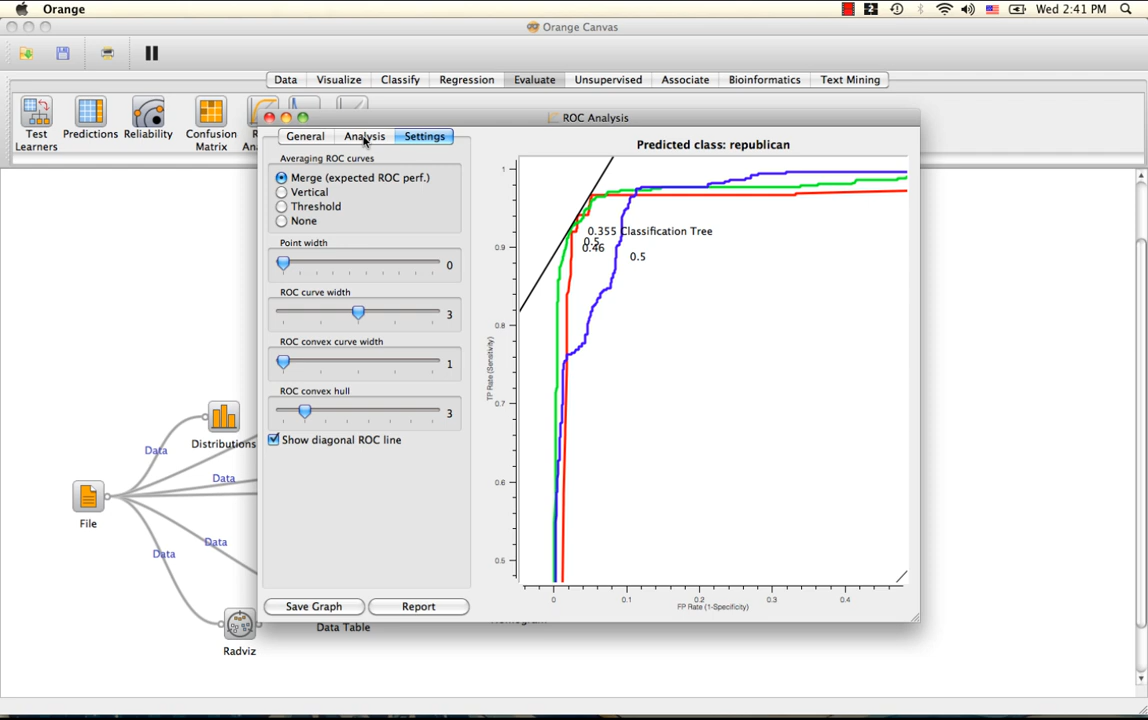 Orange
2
Wed 2:41 PM
Orange Canvas
Data Visualize Classify Regression Evaluate Unsupervised Associate Bioinformatics Text Mining
Test Learners
Predictions
Reliability
Confusion Matrix
ROC Analysis
General Analysis Settings
Averaging ROC curves
Merge (expected ROC perf.)
Vertical
Threshold
None
Point width
0
ROC curve width
3
ROC convex curve width
1
ROC convex hull
3
Show diagonal ROC line
Save Graph Report
Predicted class: republican
0.355 Classification Tree
0.5
0.46
0.5
TP Rate (Sensitivity)
1
0.9
0.8
0.7
0.6
0.5
0 0.1 0.2 0.3 0.4
FP Rate (1-Specificity)
Distributions
Data
Data
Data
Data
File
Radviz
Data Table